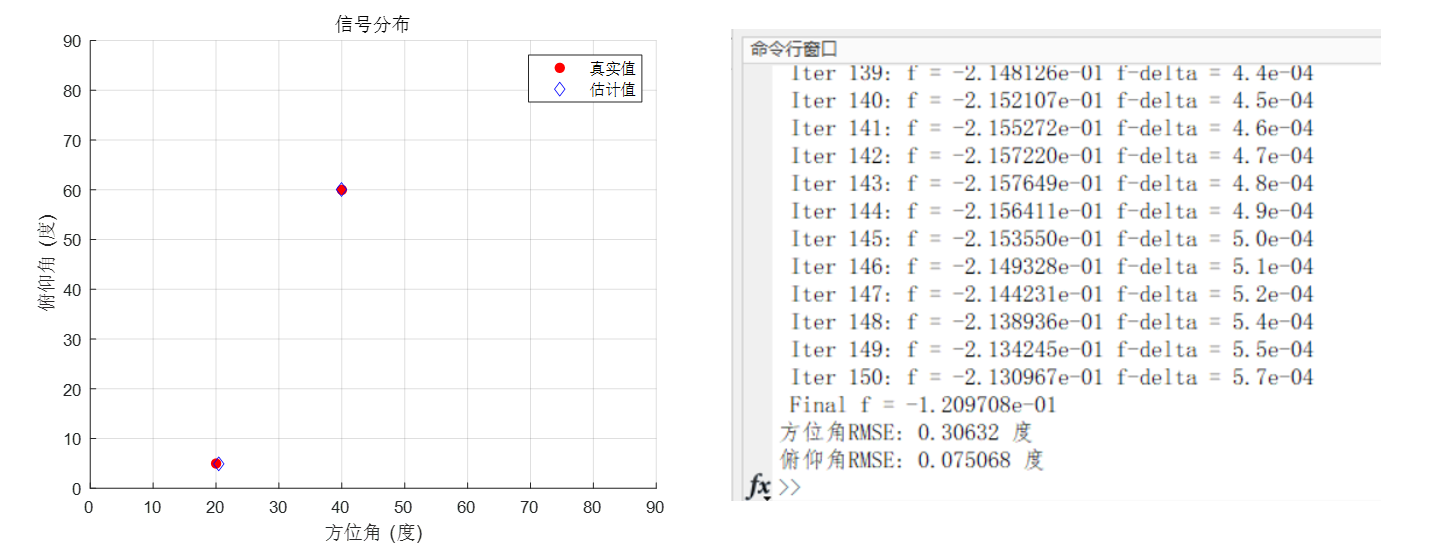 信号分布
90
80
70
60
50
40
30
20
10
0
0 10 20 30 40 50 60 70 80 90
俯仰角 (度)
方位角 (度)
真实值
估计值
命令行窗口
Iter 139: f = -2.148126e-01 f-delta = 4.4e-04
Iter 140: f = -2.152107e-01 f-delta = 4.5e-04
Iter 141: f = -2.155272e-01 f-delta = 4.6e-04
Iter 142: f = -2.157220e-01 f-delta = 4.7e-04
Iter 143: f = -2.157649e-01 f-delta = 4.8e-04
Iter 144: f = -2.156411e-01 f-delta = 4.9e-04
Iter 145: f = -2.153550e-01 f-delta = 5.0e-04
Iter 146: f = -2.149328e-01 f-delta = 5.1e-04
Iter 147: f = -2.144231e-01 f-delta = 5.2e-04
Iter 148: f = -2.138936e-01 f-delta = 5.4e-04
Iter 149: f = -2.134245e-01 f-delta = 5.5e-04
Iter 150: f = -2.130967e-01 f-delta = 5.7e-04
Final f = -1.209708e-01
方位角RMSE: 0.30632 度
俯仰角RMSE: 0.075068 度
fx >>